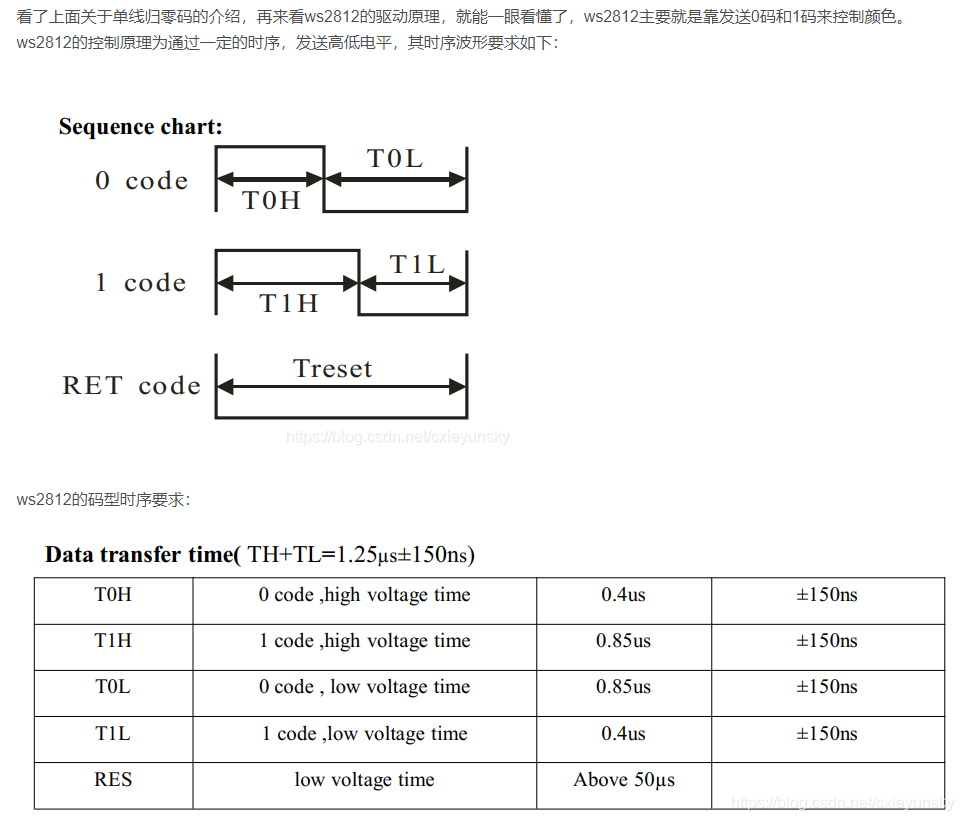 看了上面关于单线归零码的介绍，再来看ws2812的驱动原理，就能一眼看懂了，ws2812主要就是靠发送0码和1码来控制颜色。
ws2812的控制原理为通过一定的时序，发送高低电平，其时序波形要求如下：
Sequence chart:
0 code T0H T0L
1 code T1H T1L
RET code Treset
https://blog.csdn.net/cxieyunsky
ws2812的码型时序要求：
Data transfer time( TH+TL=1.25μs±150ns)
T0H 0 code ,high voltage time 0.4us ±150ns
T1H 1 code ,high voltage time 0.85us ±150ns
T0L 0 code , low voltage time 0.85us ±150ns
T1L 1 code ,low voltage time 0.4us ±150ns
RES low voltage time Above 50μs
https://blog.csdn.net/cxieyunsky